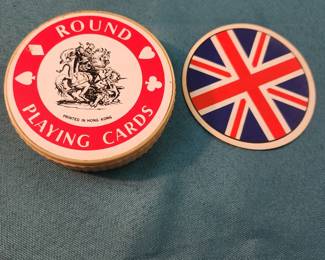 ROUND
PRINTED IN HONG KONG
PLAYING CARDS